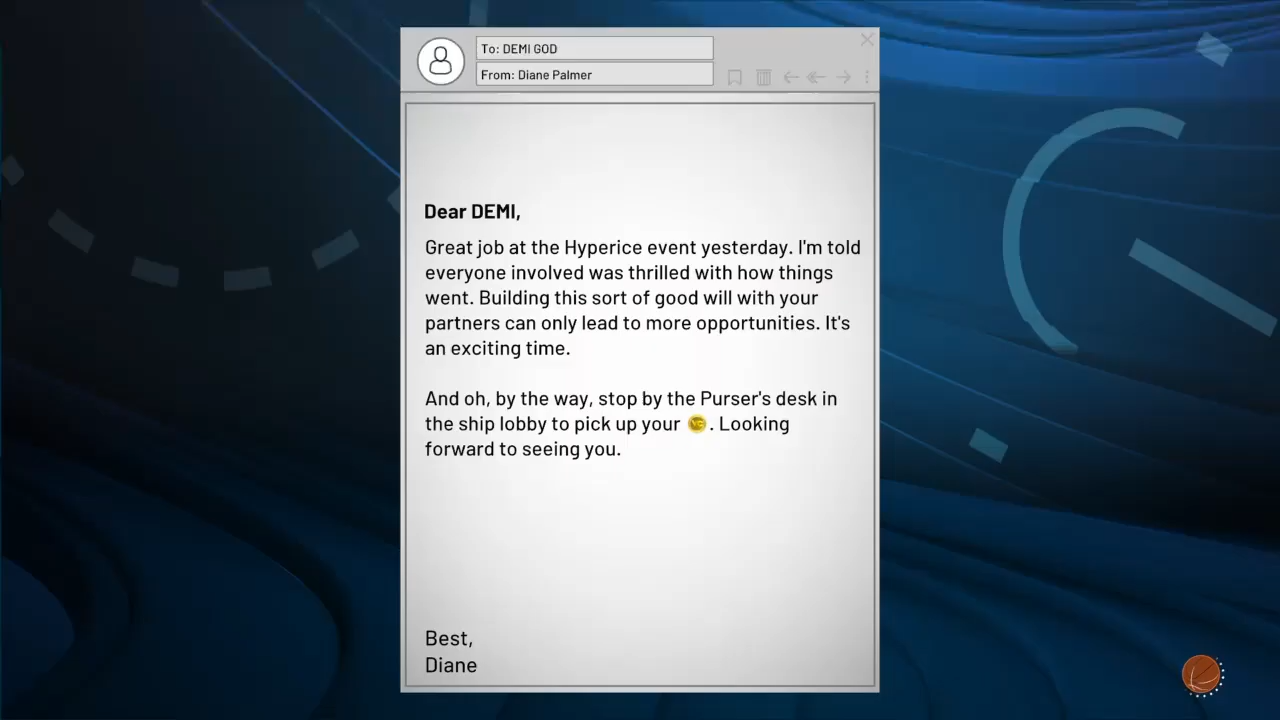 To: DEMI GOD
From: Diane Palmer
Dear DEMI,
Great job at the Hyperice event yesterday. I'm told
everyone involved was thrilled with how things
went. Building this sort of good will with your
partners can only lead to more opportunities. It's
an exciting time.
And oh, by the way, stop by the Purser's desk in
the ship lobby to pick up your VC. Looking
forward to seeing you.
Best,
Diane